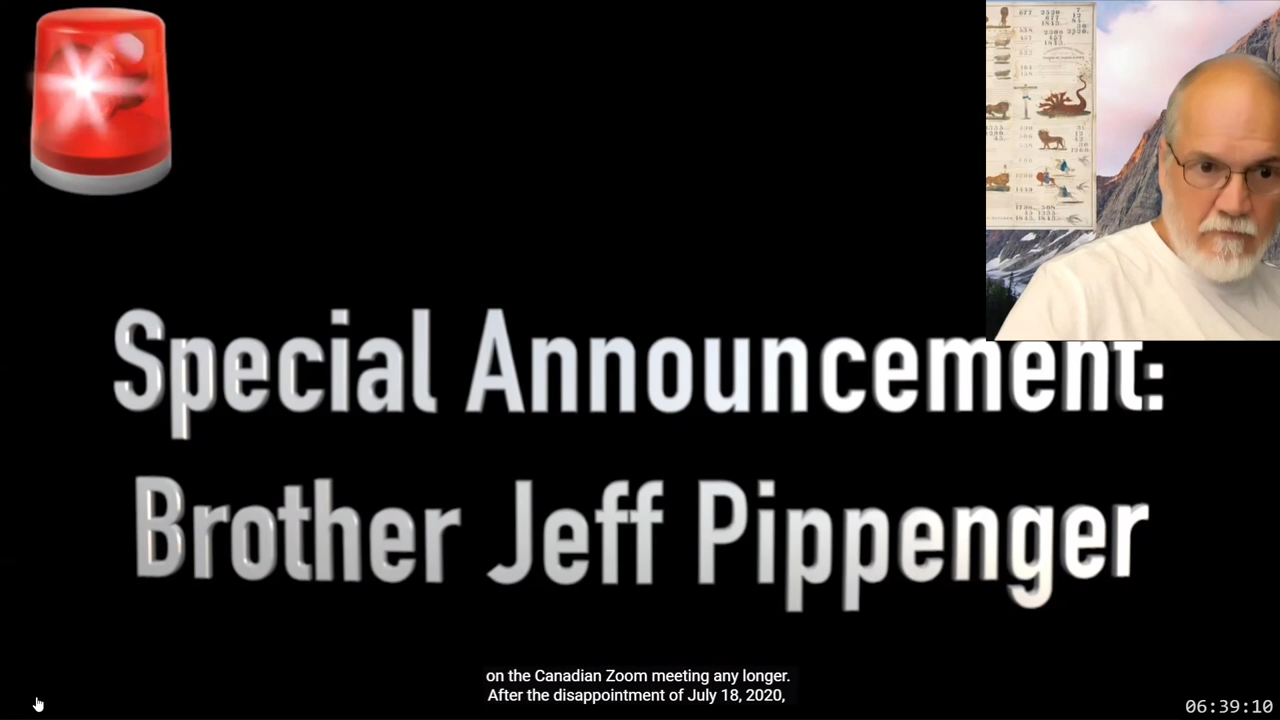 Special Announcement:
Brother Jeff Pippenger
on the Canadian Zoom meeting any longer.
After the disappointment of July 18, 2020,
06:39:10